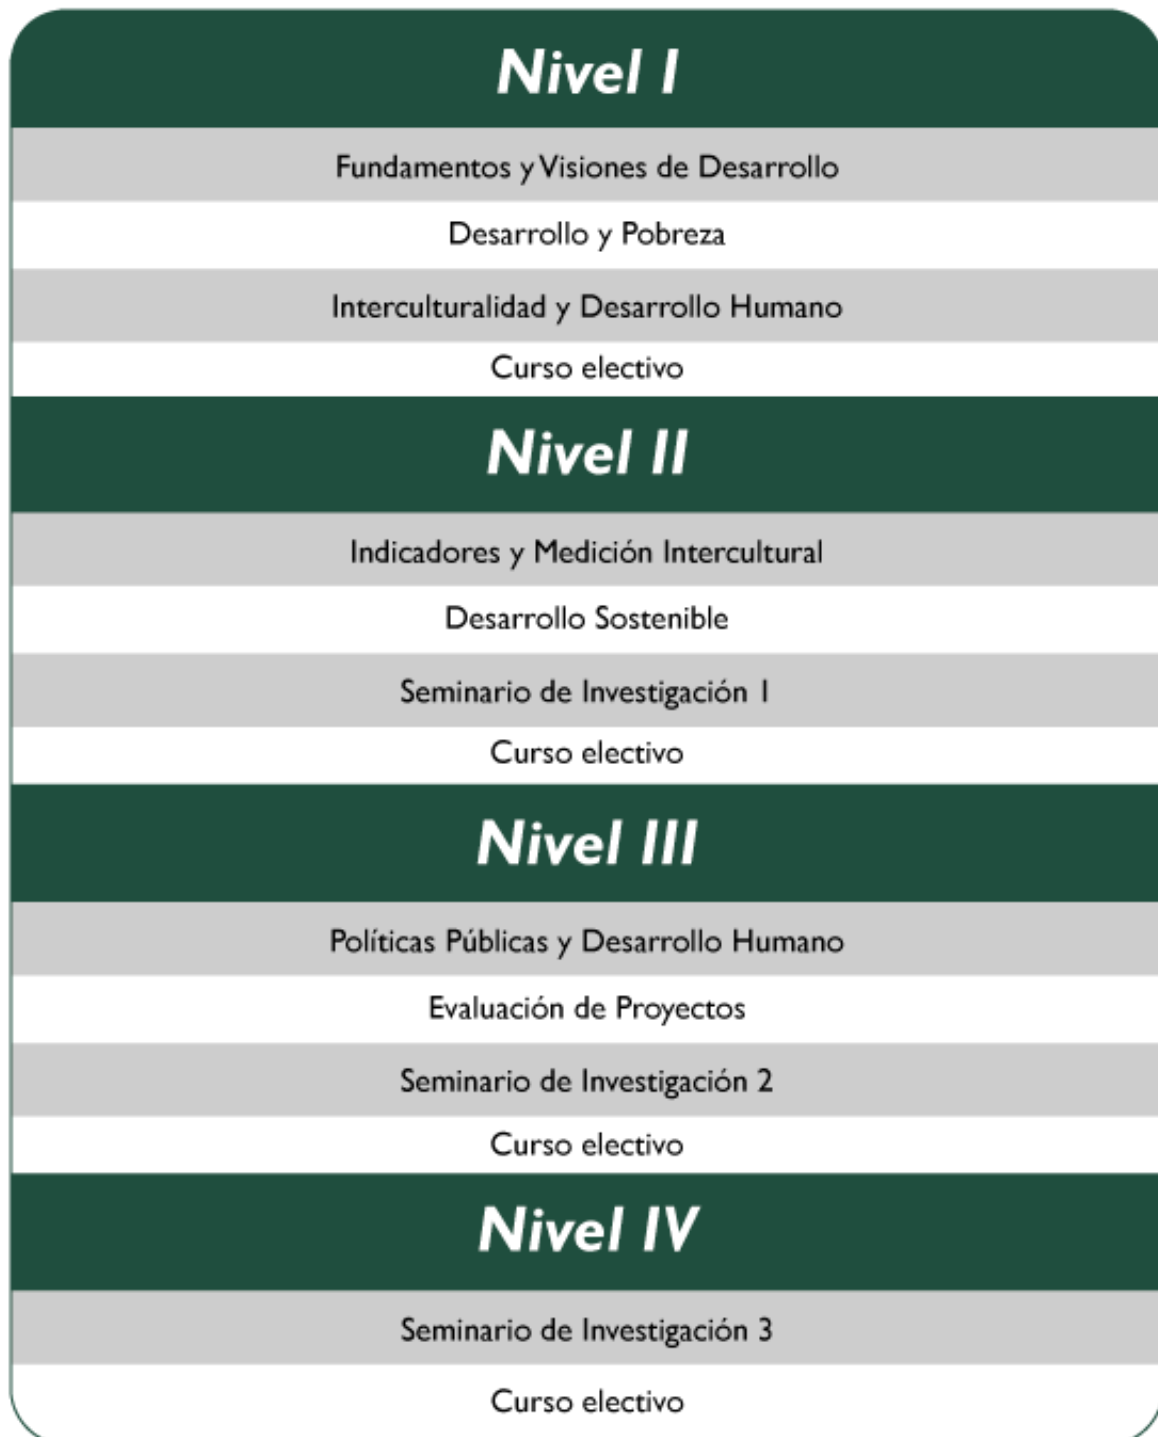 Nivel I
Fundamentos y Visiones de Desarrollo
Desarrollo y Pobreza
Interculturalidad y Desarrollo Humano
Curso electivo
Nivel II
Indicadores y Medición Intercultural
Desarrollo Sostenible
Seminario de Investigación 1
Curso electivo
Nivel III
Políticas Públicas y Desarrollo Humano
Evaluación de Proyectos
Seminario de Investigación 2
Curso electivo
Nivel IV
Seminario de Investigación 3
Curso electivo